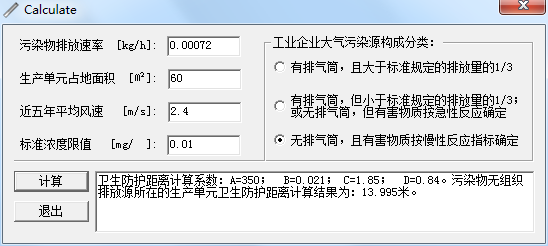 Calculate
污染物排放速率 [kg/h]: 0.00072
生产单元占地面积 [m²]: 60
近五年平均风速 [m/s]: 2.4
标准浓度限值 [mg/ ]: 0.01
工业企业大气污染源构成分类:
有排气筒，且大于标准规定的排放量的1/3
有排气筒，但小于标准规定的排放量的1/3；
或无排气筒，但有害物质按急性反应确定
无排气筒，且有害物质按慢性反应指标确定
计算
退出
卫生防护距离计算系数: A=350; B=0.021; C=1.85; D=0.84。污染物无组织
排放源所在的生产单元卫生防护距离计算结果为: 13.995米。